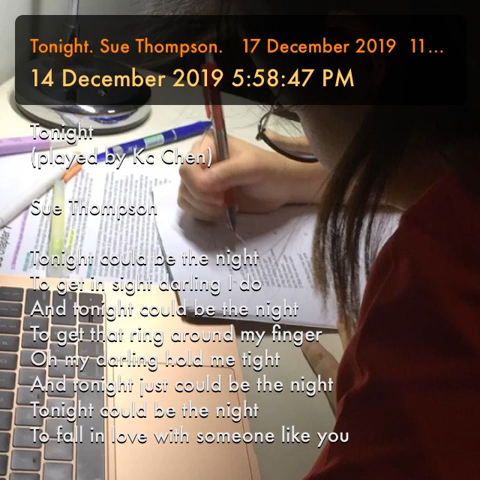 Tonight. Sue Thompson.   17 December 2019  11...
14 December 2019 5:58:47 PM
Tonight
(played by Ka Chen)
Sue Thompson
Tonight could be the night
To get in sight darling I do
And tonight could be the night
To get that ring around my finger
Oh my darling hold me tight
And tonight just could be the night
Tonight could be the night
To fall in love with someone like you